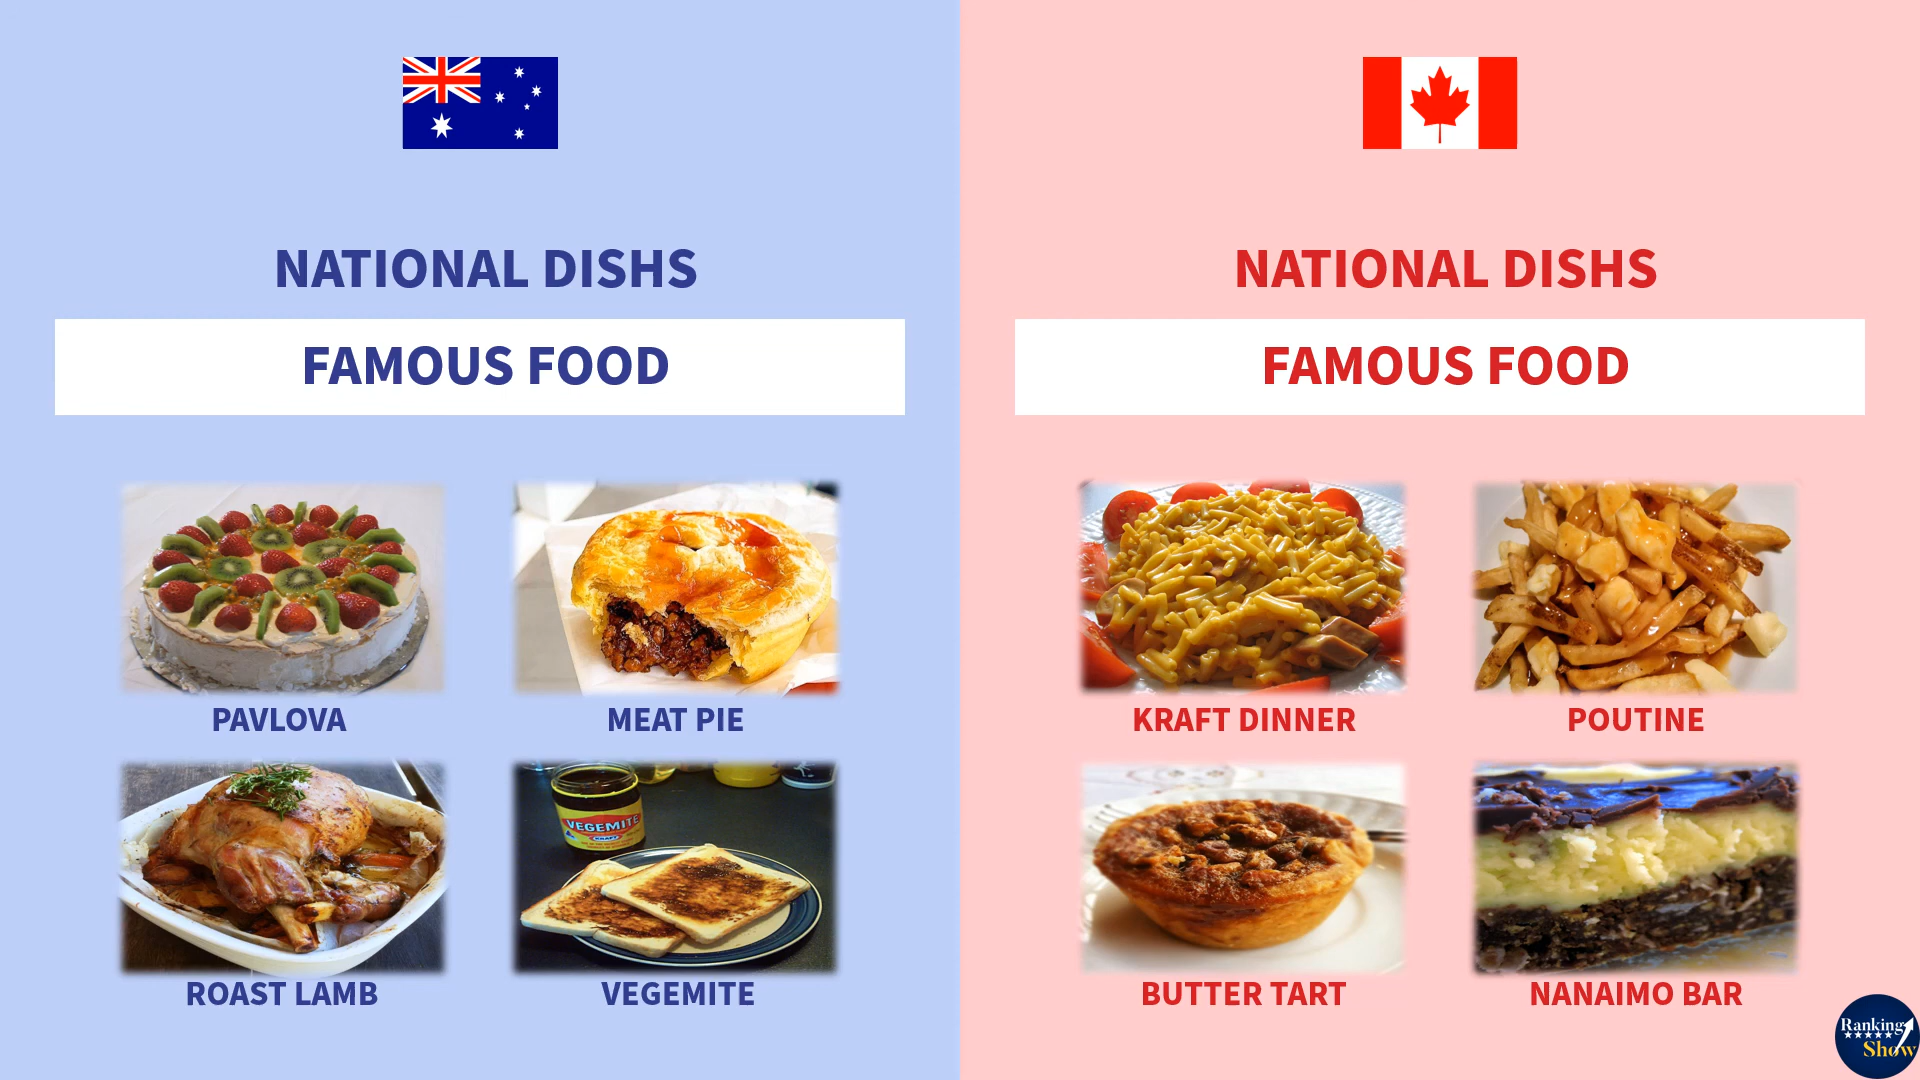 NATIONAL DISHS
FAMOUS FOOD
PAVLOVA
MEAT PIE
VEGEMITE
KRAFT
ROAST LAMB
VEGEMITE
NATIONAL DISHS
FAMOUS FOOD
KRAFT DINNER
POUTINE
BUTTER TART
NANAIMO BAR
Ranking
Show